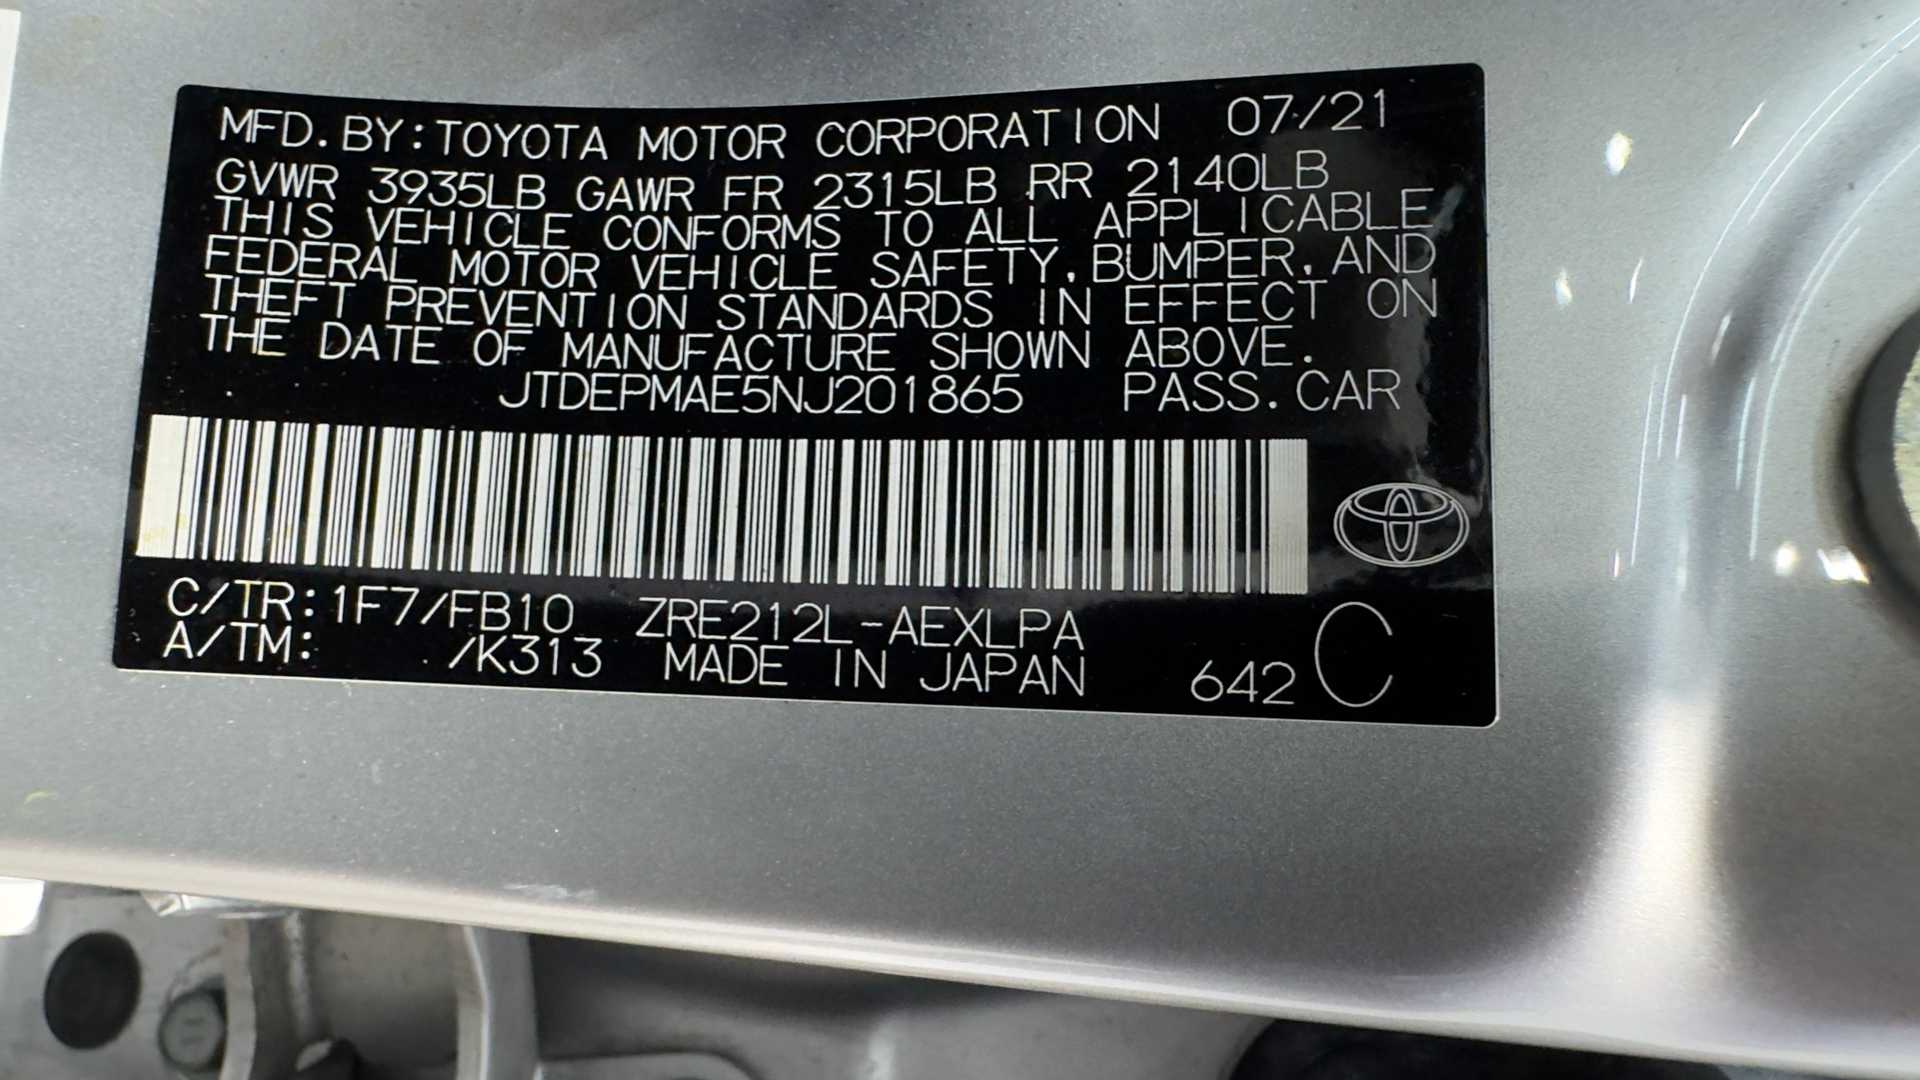 MFD. BY: TOYOTA MOTOR CORPORATION 07/21
GVWR 3935LB GAWR FR 2315LB RR 2140LB
THIS VEHICLE CONFORMS TO ALL APPLICABLE
FEDERAL MOTOR VEHICLE SAFETY, BUMPER, AND
THEFT PREVENTION STANDARDS IN EFFECT ON
THE DATE OF MANUFACTURE SHOWN ABOVE.
JTDEPMAE5NJ201865 PASS. CAR
C/TR: 1F7/FB10 ZRE212L-AEXLPA
A/TM: /K313 MADE IN JAPAN 642 C